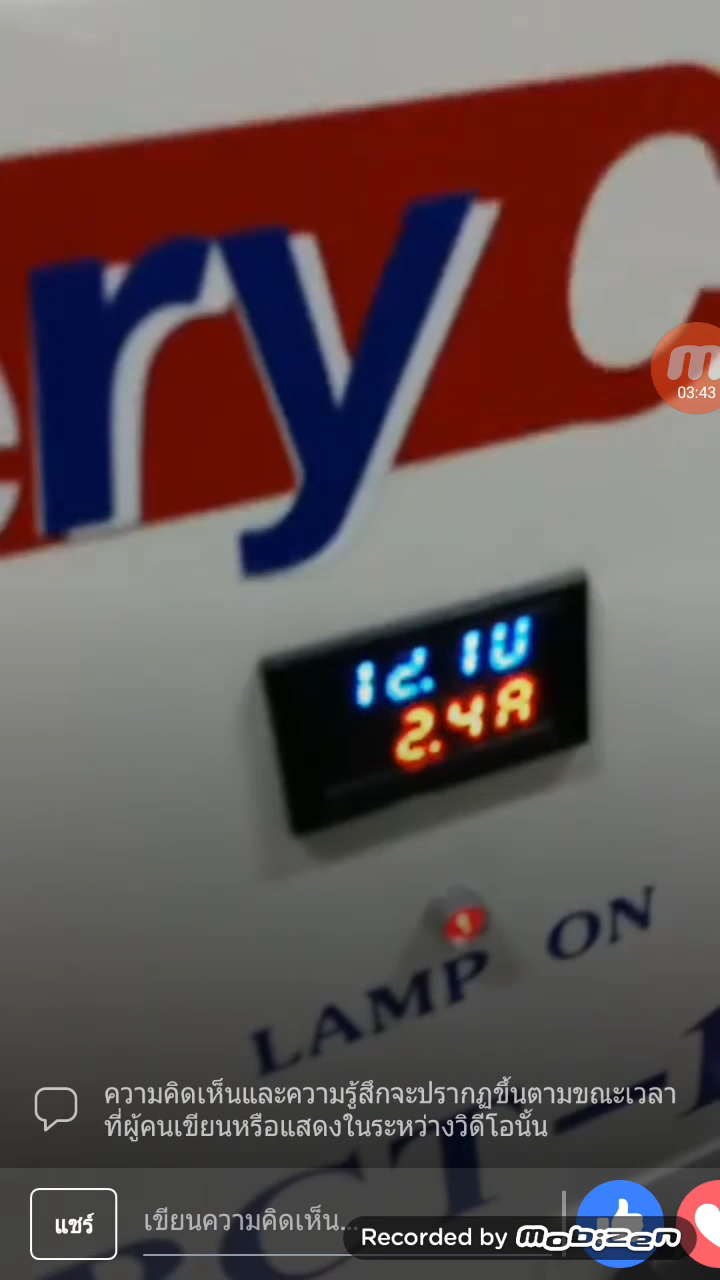 ery C
03:43
12.1V
2.4A
LAMP ON
ความคิดเห็นและความรู้สึกจะปรากฏขึ้นตามขณะเวลา
ที่ผู้คนเขียนหรือแสดงในระหว่างวิดีโอนั้น
PCT-
แชร์
เขียนความคิดเห็น...
Recorded by mobizen